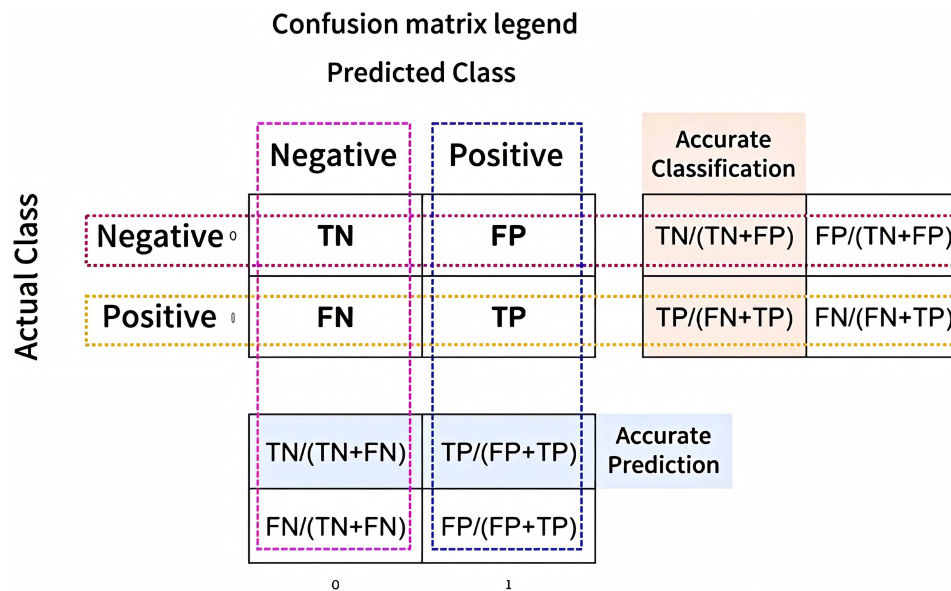 Confusion matrix legend
Predicted Class
Negative Positive Accurate
Classification
Actual Class
Negative 0 TN FP TN/(TN+FP) FP/(TN+FP)
Positive FN TP TP/(FN+TP) FN/(FN+TP)
TN/(TN+FN) TP/(FP+TP) Accurate
Prediction
FN/(TN+FN) FP/(FP+TP)
0 1